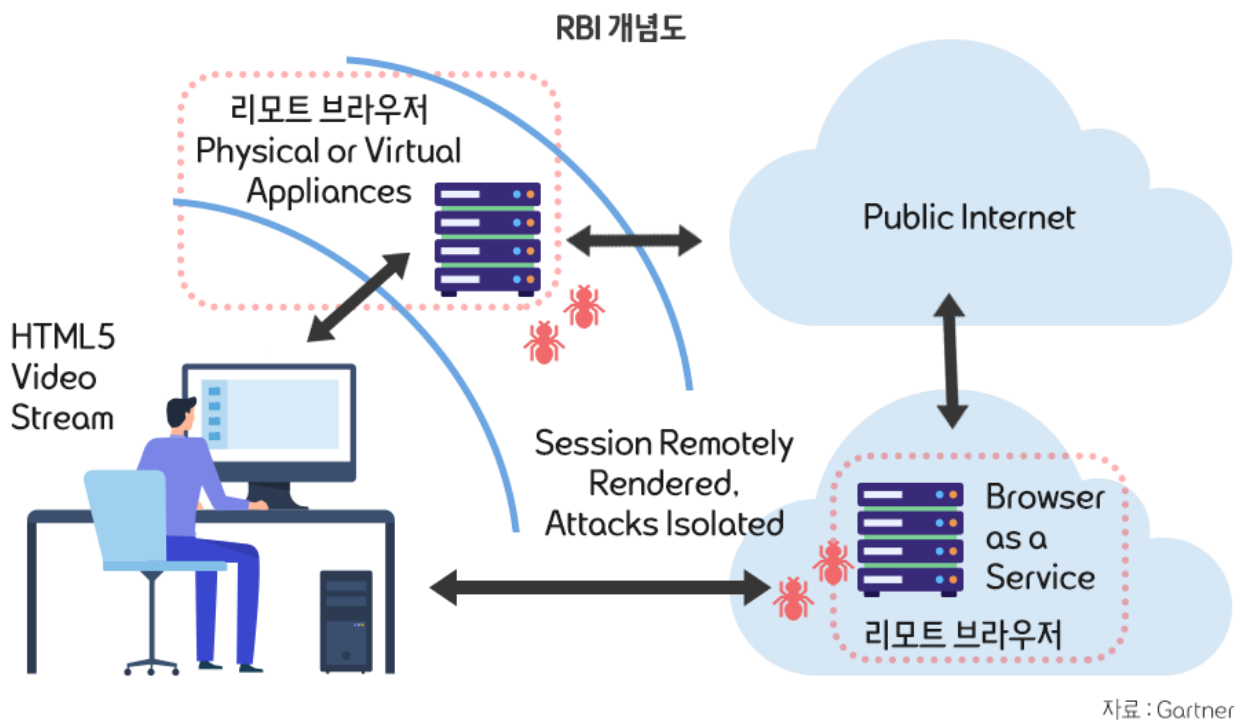 RBI 개념도
리모트 브라우저
Physical or Virtual
Appliances
Public Internet
HTML5
Video
Stream
Session Remotely
Rendered,
Attacks Isolated
Browser
as a
Service
리모트 브라우저
자료 : Gartner